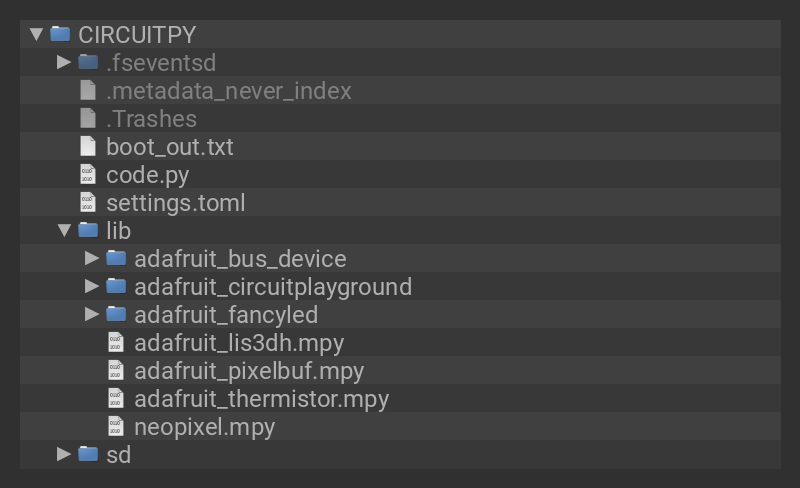 CIRCUITPY
.fseventsd
.metadata_never_index
.Trashes
boot_out.txt
code.py
settings.toml
lib
adafruit_bus_device
adafruit_circuitplayground
adafruit_fancyled
adafruit_lis3dh.mpy
adafruit_pixelbuf.mpy
adafruit_thermistor.mpy
neopixel.mpy
sd